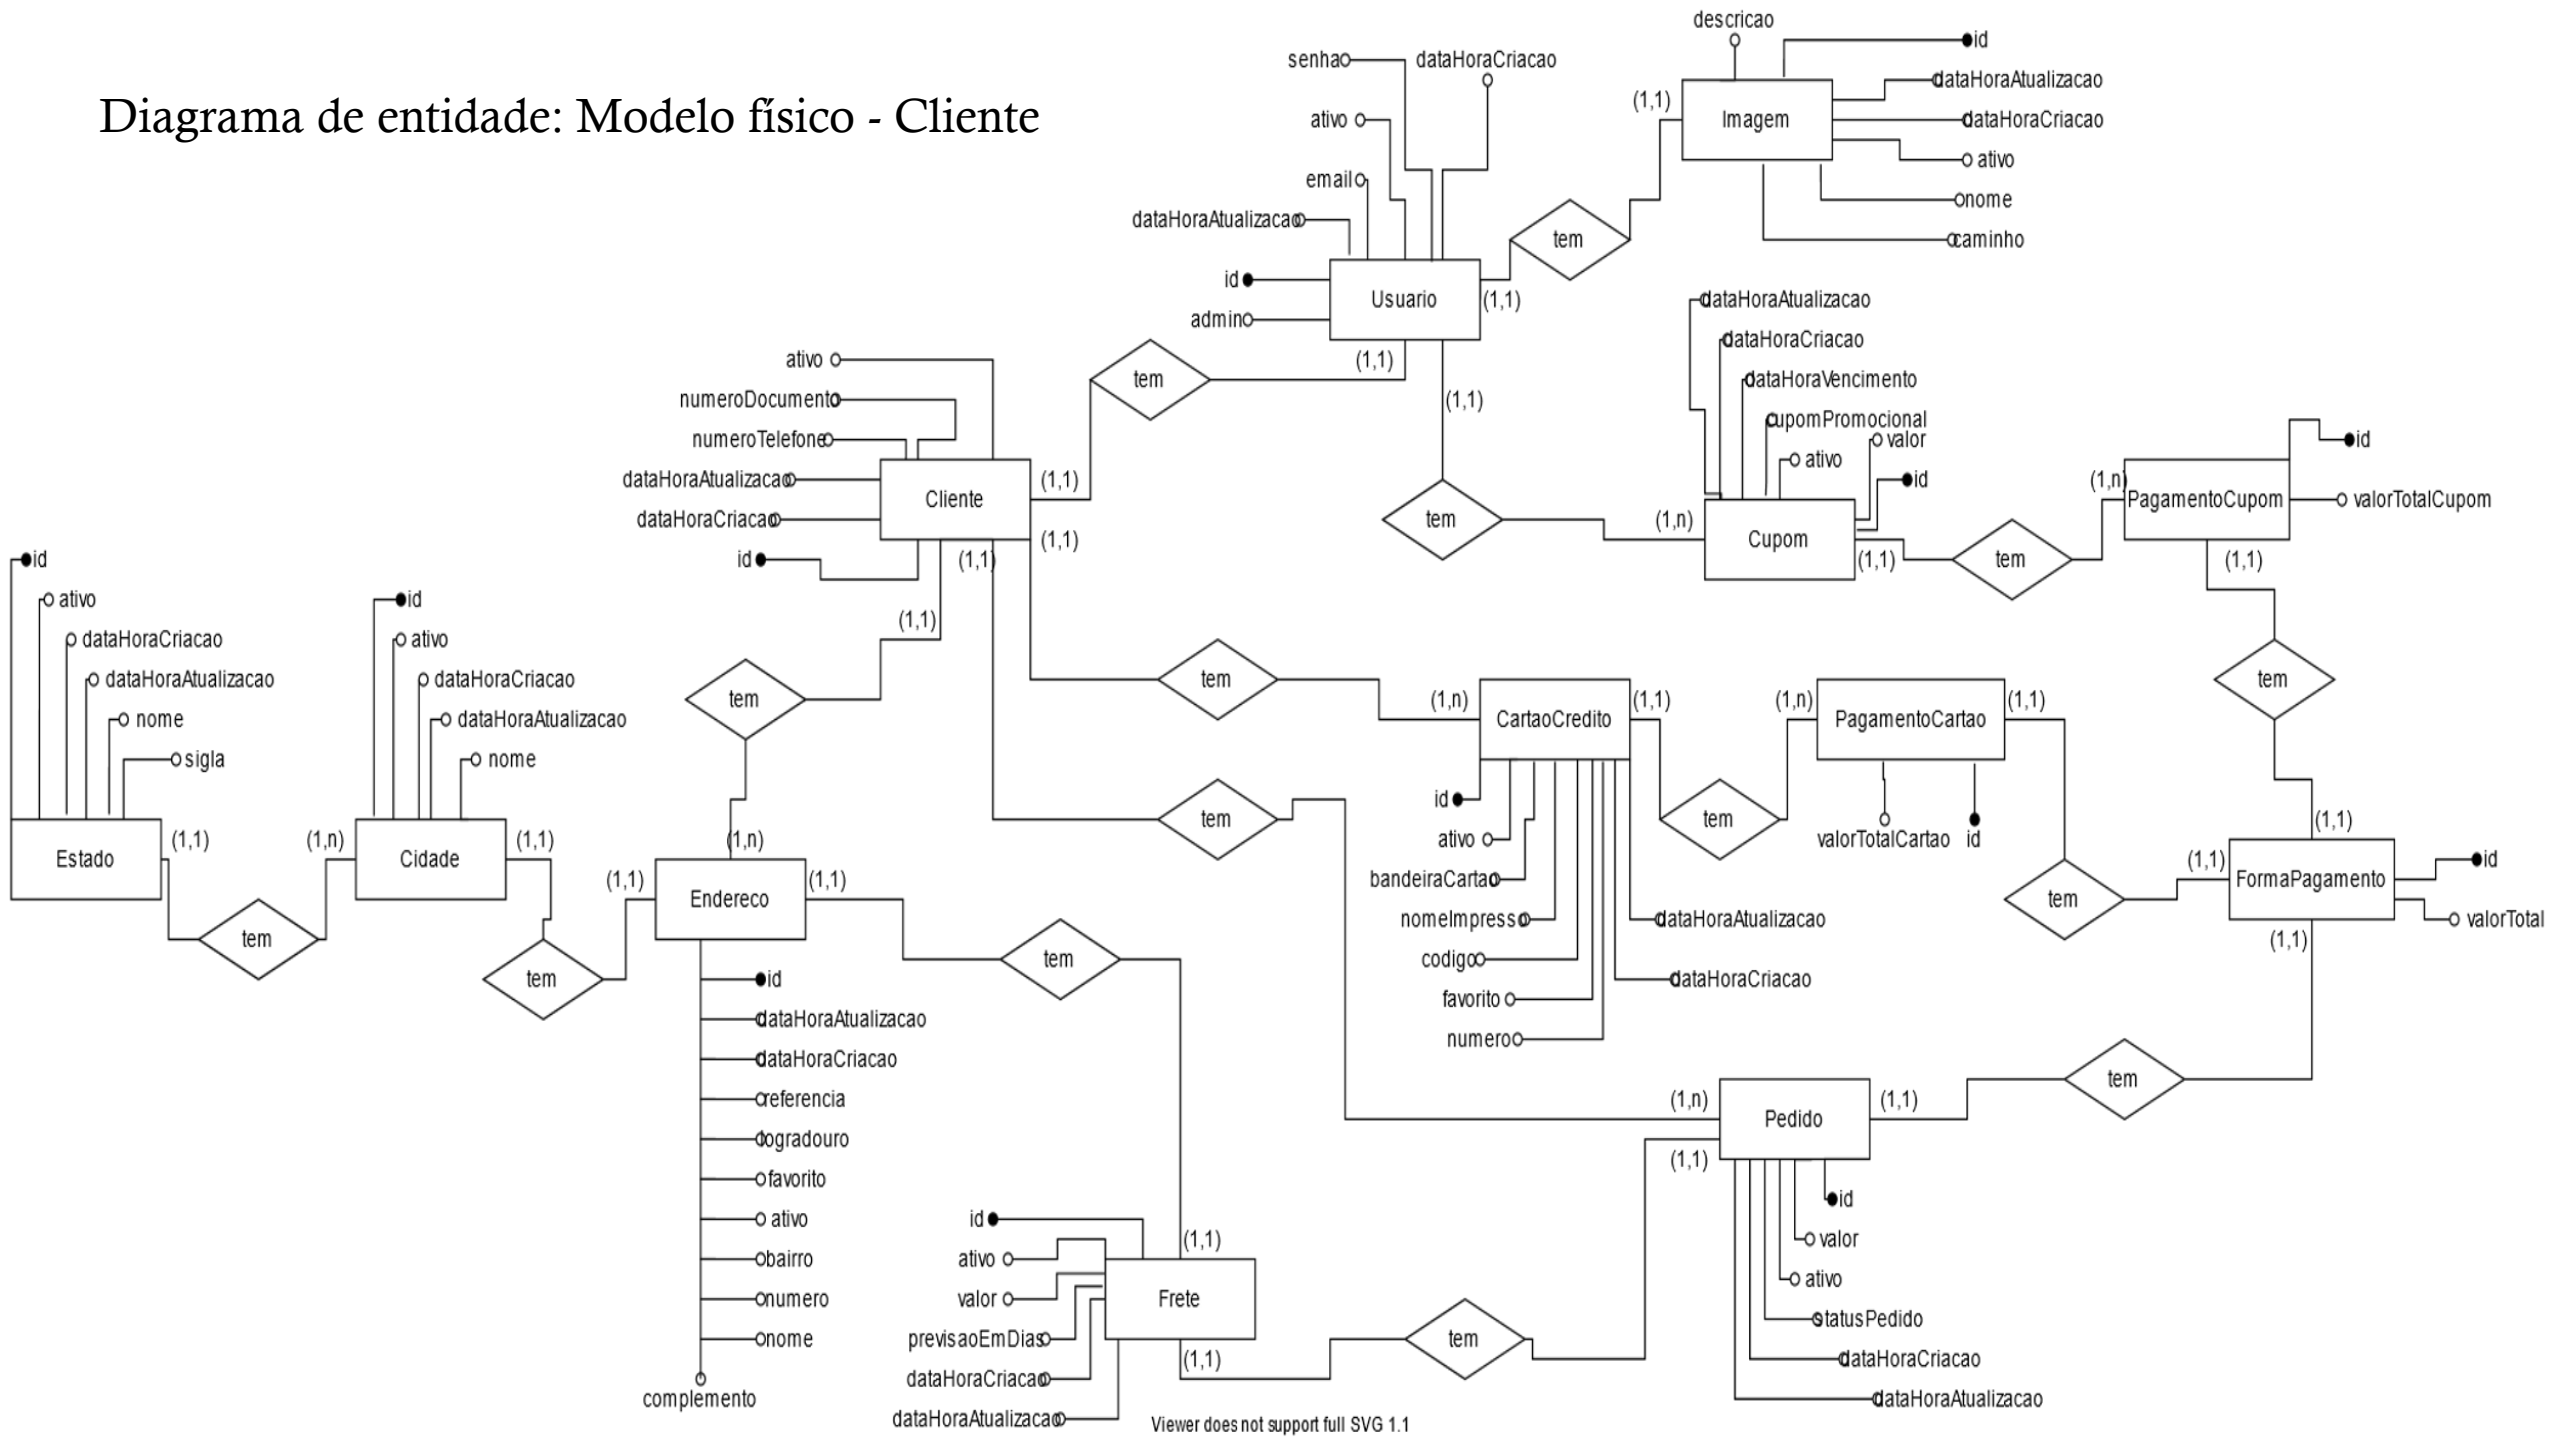 Diagrama de entidade: Modelo físico - Cliente
descricao
id
dataHoraAtualizacao
dataHoraCriacao
ativo
nome
caminho
(1,1)
Imagem
tem
senha
dataHoraCriacao
ativo
email
dataHoraAtualizacao
id
admin
Usuario
(1,1)
(1,1)
(1,1)
tem
tem
dataHoraAtualizacao
dataHoraCriacao
dataHoraVencimento
cupomPromocional
valor
ativo
id
(1,n)
Cupom
(1,1)
tem
(1,n)
PagamentoCupom
id
valorTotalCupom
(1,1)
tem
ativo
numeroDocumento
numeroTelefone
dataHoraAtualizacao
dataHoraCriacao
id
Cliente
(1,1)
(1,1)
(1,1)
(1,1)
tem
tem
tem
id
ativo
dataHoraCriacao
dataHoraAtualizacao
nome
sigla
Estado
(1,1)
tem
(1,n)
id
ativo
dataHoraCriacao
dataHoraAtualizacao
nome
Cidade
(1,1)
tem
(1,1)
(1,n)
Endereco
(1,1)
id
dataHoraAtualizacao
dataHoraCriacao
referencia
logradouro
favorito
ativo
bairro
numero
nome
complemento
tem
(1,n)
CartaoCredito
(1,1)
id
ativo
bandeiraCartao
nomeImpresso
codigo
favorito
numero
dataHoraAtualizacao
dataHoraCriacao
tem
(1,n)
PagamentoCartao
(1,1)
valorTotalCartao
id
tem
(1,1)
(1,1)
FormaPagamento
id
valorTotal
(1,1)
tem
(1,n)
Pedido
(1,1)
(1,1)
id
valor
ativo
statusPedido
dataHoraCriacao
dataHoraAtualizacao
id
ativo
valor
previsaoEmDias
dataHoraCriacao
dataHoraAtualizacao
(1,1)
Frete
(1,1)
tem
Viewer does not support full SVG 1.1